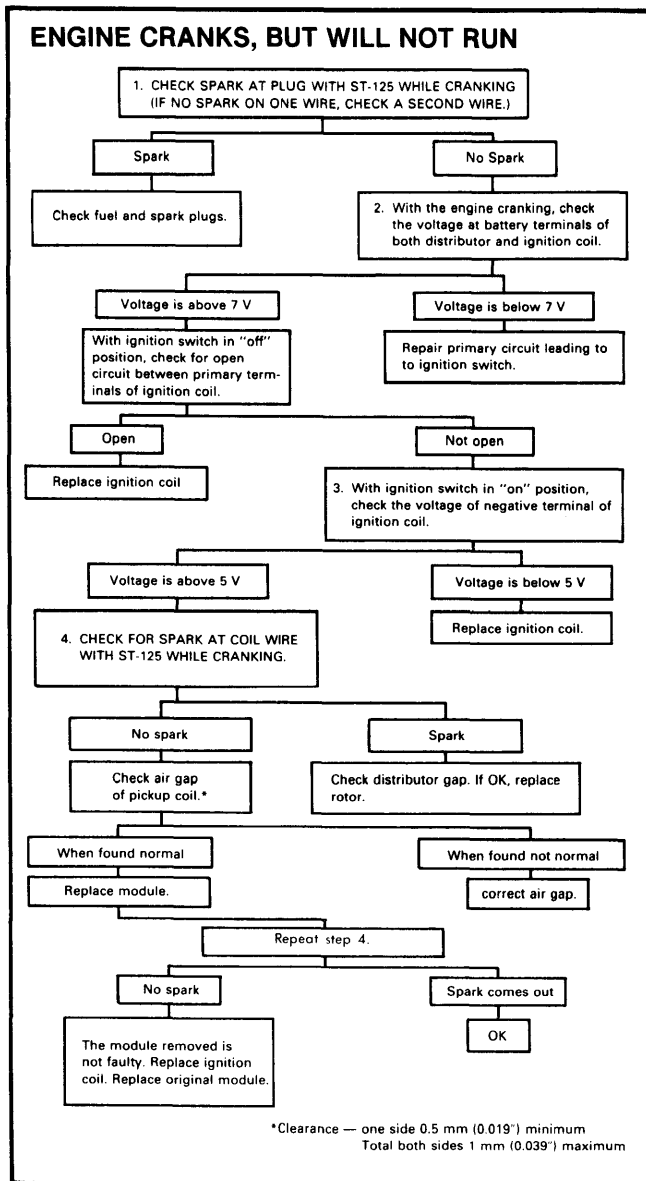 ENGINE CRANKS, BUT WILL NOT RUN
1. CHECK SPARK AT PLUG WITH ST-125 WHILE CRANKING
(IF NO SPARK ON ONE WIRE, CHECK A SECOND WIRE.)
Spark
No Spark
Check fuel and spark plugs.
2. With the engine cranking, check
the voltage at battery terminals of
both distributor and ignition coil.
Voltage is above 7 V
Voltage is below 7 V
With ignition switch in "off"
position, check for open
circuit between primary term-
inals of ignition coil.
Repair primary circuit leading to
to ignition switch.
Open
Not open
Replace ignition coil
3. With ignition switch in "on" position,
check the voltage of negative terminal of
ignition coil.
Voltage is above 5 V
Voltage is below 5 V
4. CHECK FOR SPARK AT COIL WIRE
WITH ST-125 WHILE CRANKING.
Replace ignition coil.
No spark
Spark
Check air gap
of pickup coil.*
Check distributor gap. If OK, replace
rotor.
When found normal
When found not normal
Replace module.
correct air gap.
Repeat step 4.
No spark
Spark comes out
The module removed is
not faulty. Replace ignition
coil. Replace original module.
OK
*Clearance — one side 0.5 mm (0.019") minimum
Total both sides 1 mm (0.039") maximum